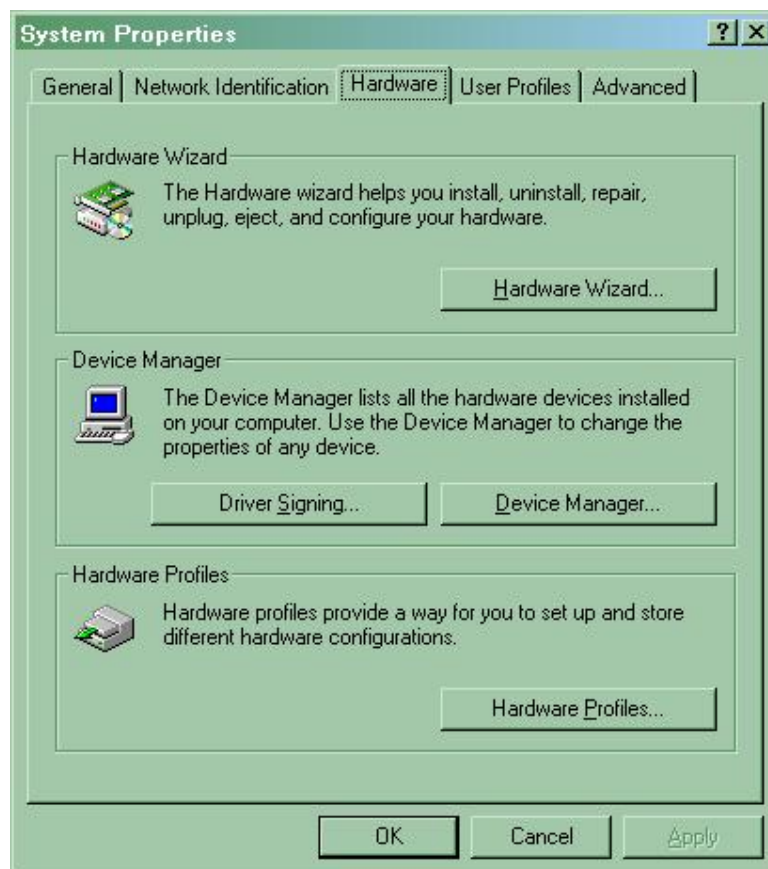 System Properties
General Network Identification Hardware User Profiles Advanced
Hardware Wizard
The Hardware wizard helps you install, uninstall, repair,
unplug, eject, and configure your hardware.
Hardware Wizard...
Device Manager
The Device Manager lists all the hardware devices installed
on your computer. Use the Device Manager to change the
properties of any device.
Driver Signing... Device Manager...
Hardware Profiles
Hardware profiles provide a way for you to set up and store
different hardware configurations.
Hardware Profiles...
OK Cancel Apply